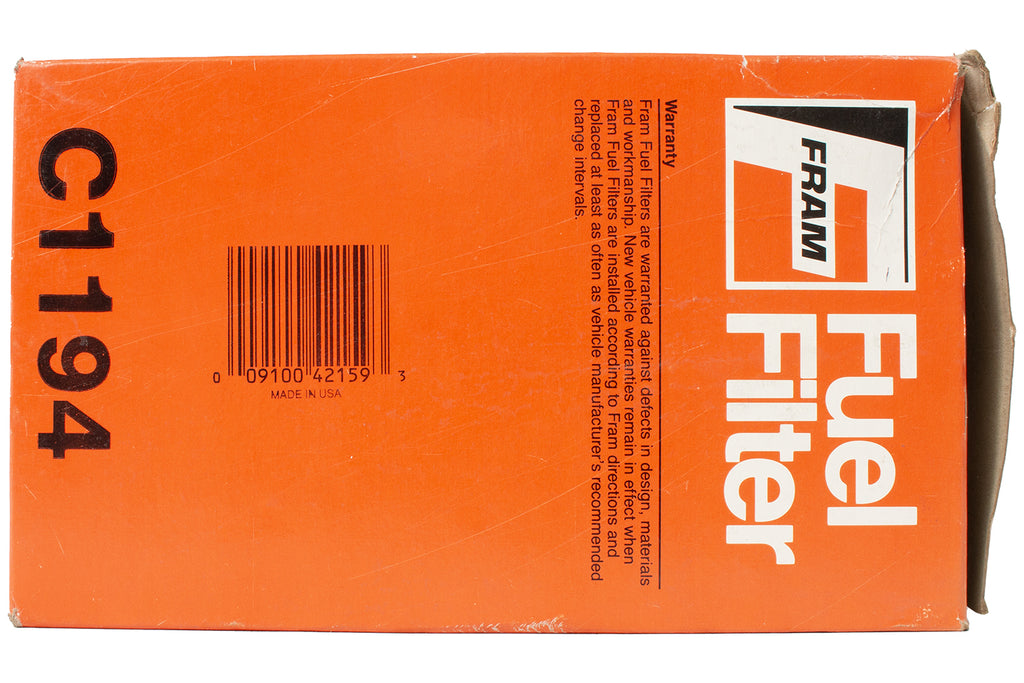 FRAM
Fuel
Filter
Warranty
Fram Fuel Filters are warranted against defects in design, materials
and workmanship. New vehicle warranties remain in effect when
Fram Fuel Filters are installed according to Fram directions and
replaced at least as often as vehicle manufacturer's recommended
change intervals.
0 09100 42159 3
MADE IN USA
C1194